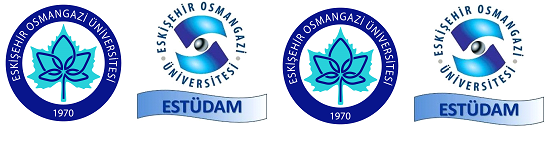 ESKİŞEHİR OSMANGAZİ ÜNİVERSİTESİ
1970
ESKİŞEHİR OSMANGAZİ
ÜNİVERSİTESİ
ESTÜDAM
ESKİŞEHİR OSMANGAZİ ÜNİVERSİTESİ
1970
ESKİŞEHİR OSMANGAZİ
ÜNİVERSİTESİ
ESTÜDAM